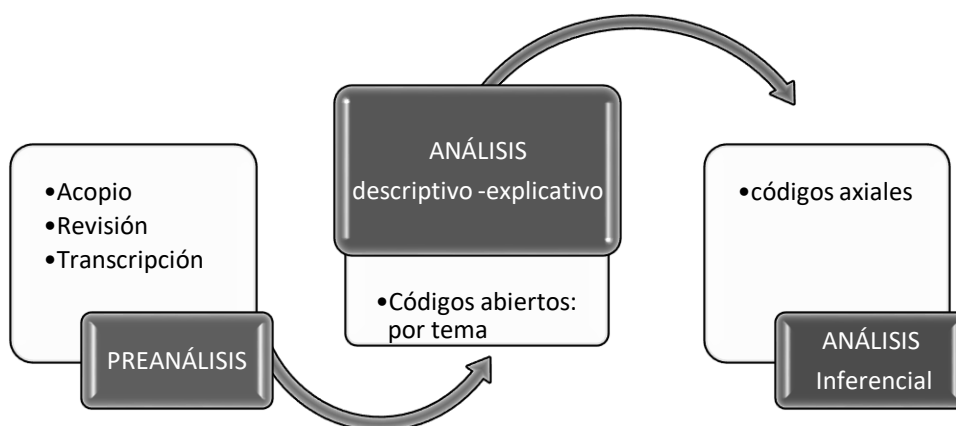 •Acopio
•Revisión
•Transcripción
PREANÁLISIS
ANÁLISIS
descriptivo -explicativo
•Códigos abiertos:
por tema
•códigos axiales
ANÁLISIS
Inferencial